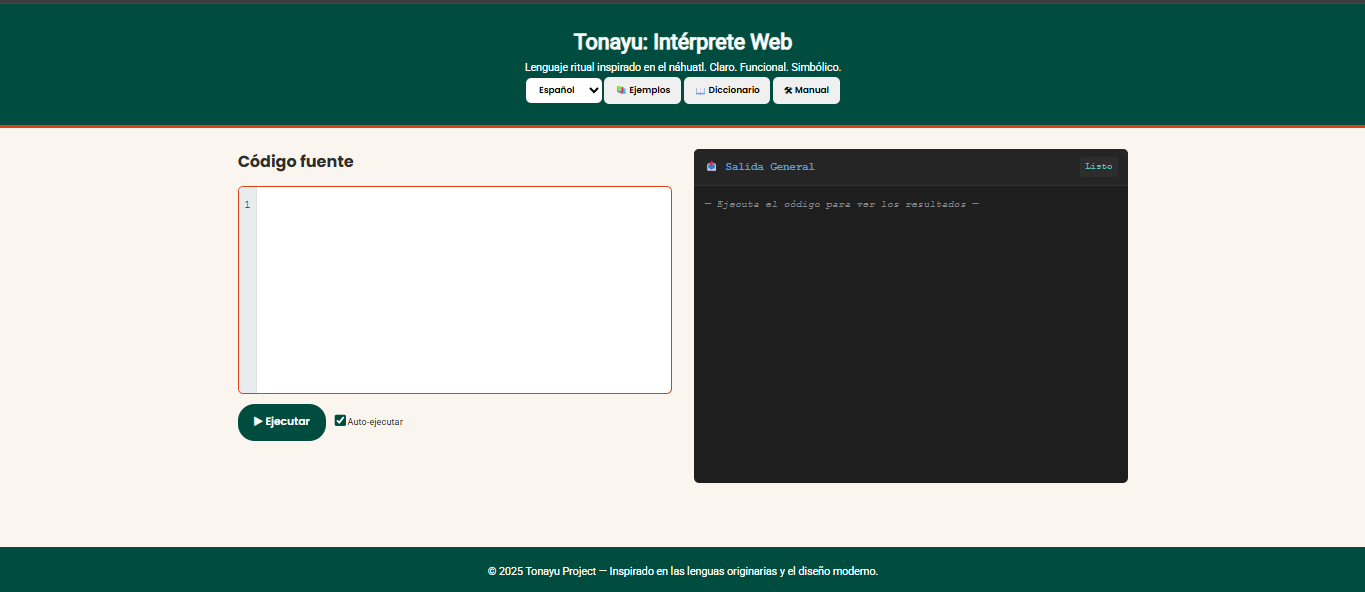 Tonayu: Intérprete Web
Lenguaje ritual inspirado en el náhuatl. Claro. Funcional. Simbólico.
Español 📚 Ejemplos 📖 Diccionario 🛠 Manual
Código fuente
1
▶ Ejecutar Auto-ejecutar
📤 Salida General Listo
— Ejecuta el código para ver los resultados —
© 2025 Tonayu Project — Inspirado en las lenguas originarias y el diseño moderno.